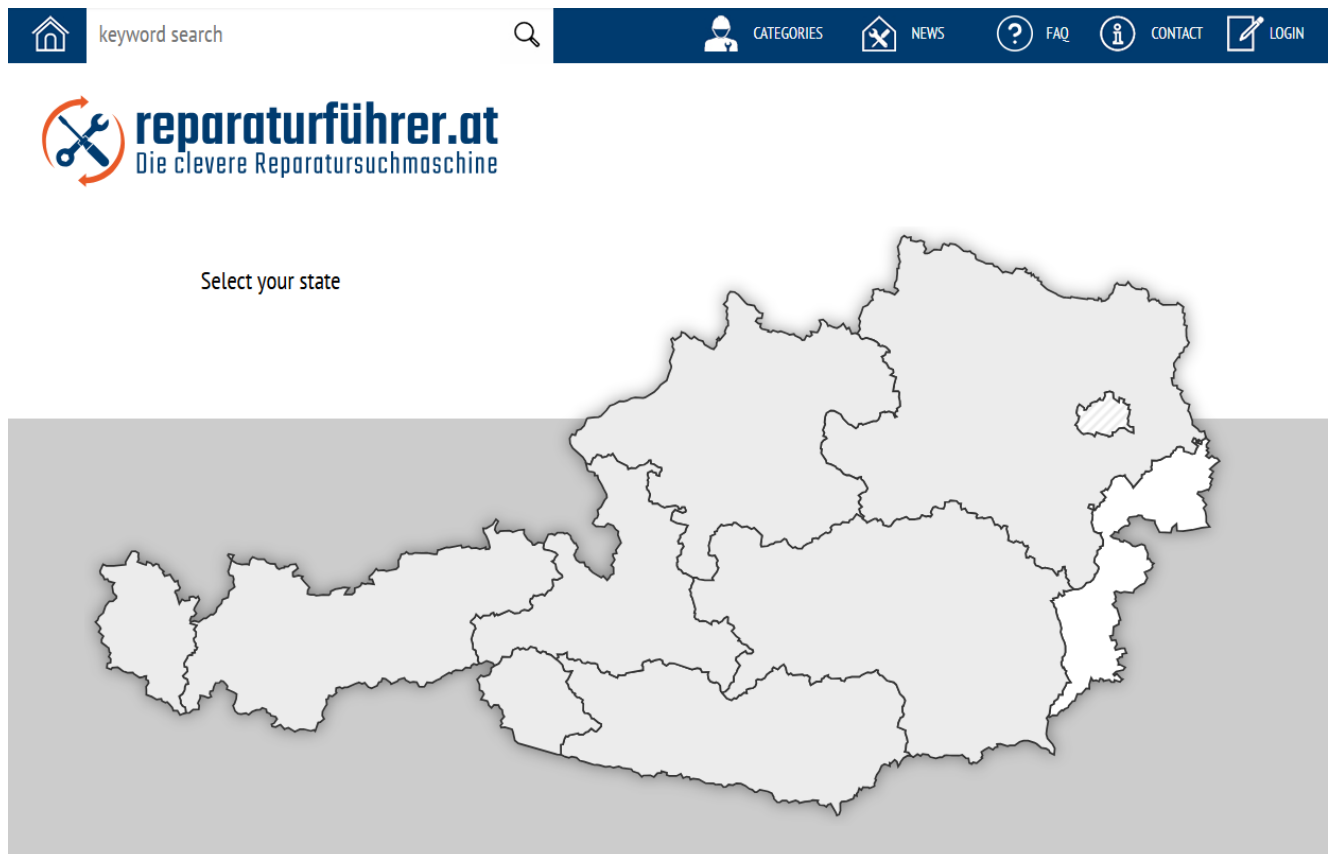 keyword search
CATEGORIES
NEWS
FAQ
CONTACT
LOGIN
reparaturführer.at
Die clevere Reparatursuchmaschine
Select your state